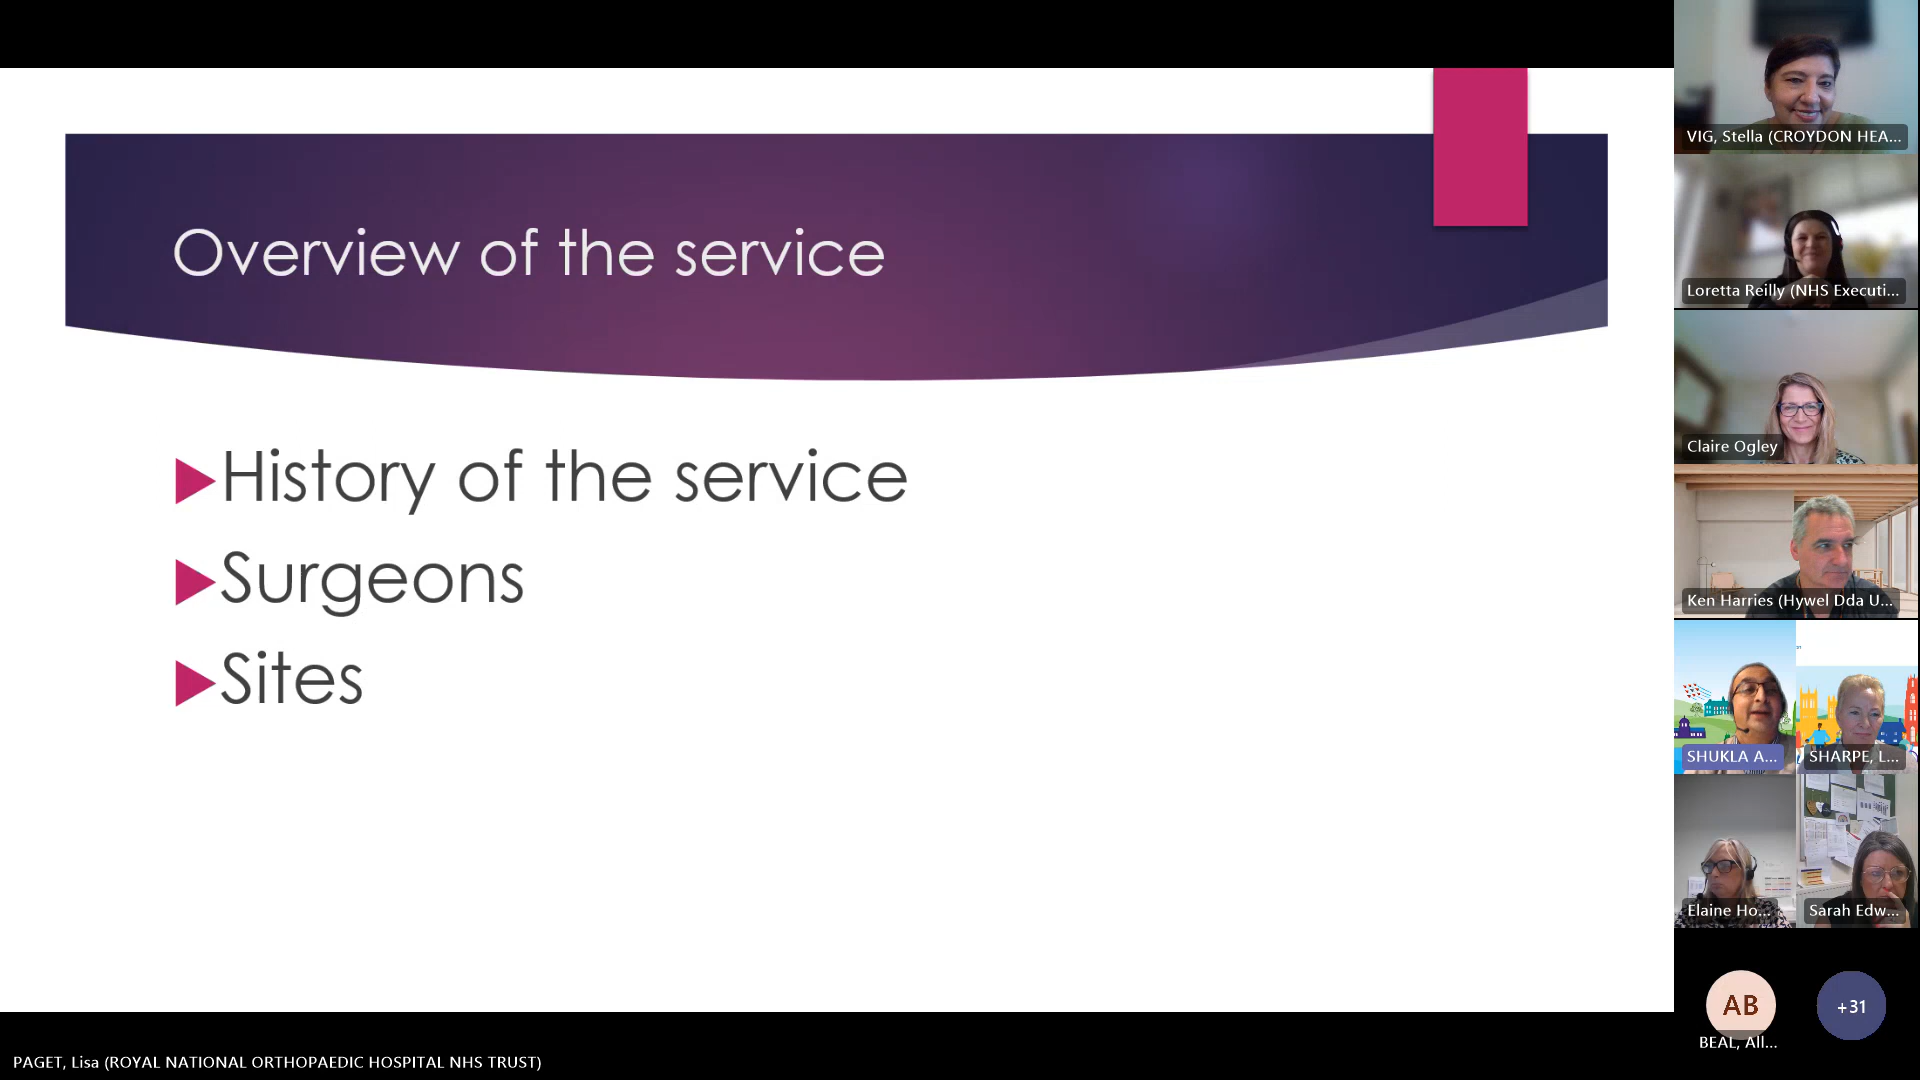 Overview of the service
History of the service
Surgeons
Sites
VIG, Stella (CROYDON HEA...
Loretta Reilly (NHS Executi...
Claire Ogley
Ken Harries (Hywel Dda U...
SHUKLA A...
SHARPE, L...
Elaine Ho...
Sarah Edw...
AB
+31
BEAL, All...
PAGET, Lisa (ROYAL NATIONAL ORTHOPAEDIC HOSPITAL NHS TRUST)